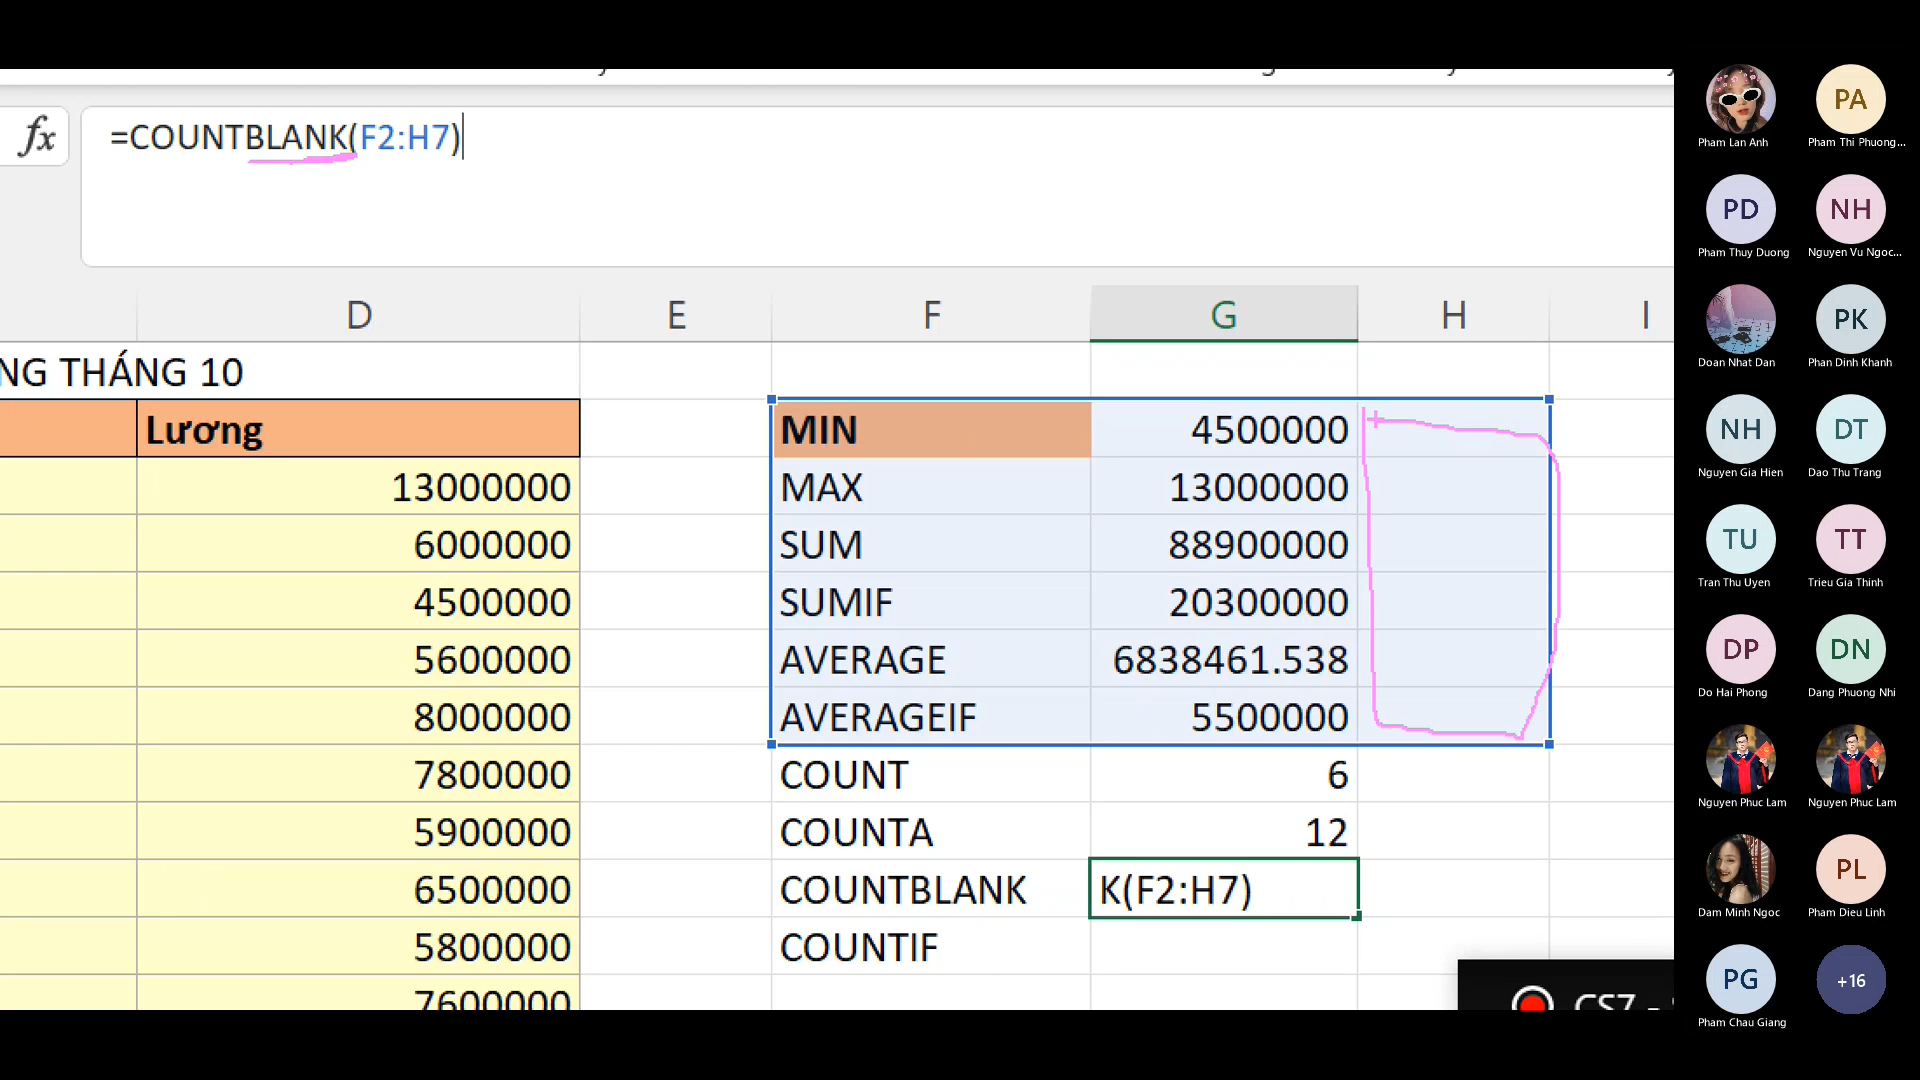 fx =COUNTBLANK(F2:H7)
D E F G H I
NG THÁNG 10
Lương MIN 4500000
13000000 MAX 13000000
6000000 SUM 88900000
4500000 SUMIF 20300000
5600000 AVERAGE 6838461.538
8000000 AVERAGEIF 5500000
7800000 COUNT 6
5900000 COUNTA 12
6500000 COUNTBLANK K(F2:H7)
5800000 COUNTIF
7600000
CS7 -
Pham Lan Anh
PA
Pham Thi Phuong...
PD
Pham Thuy Duong
NH
Nguyen Vu Ngoc...
Doan Nhat Dan
PK
Phan Dinh Khanh
NH
Nguyen Gia Hien
DT
Dao Thu Trang
TU
Tran Thu Uyen
TT
Trieu Gia Thinh
DP
Do Hai Phong
DN
Dang Phuong Nhi
Nguyen Phuc Lam
Nguyen Phuc Lam
Dam Minh Ngoc
PL
Pham Dieu Linh
PG
Pham Chau Giang
+16